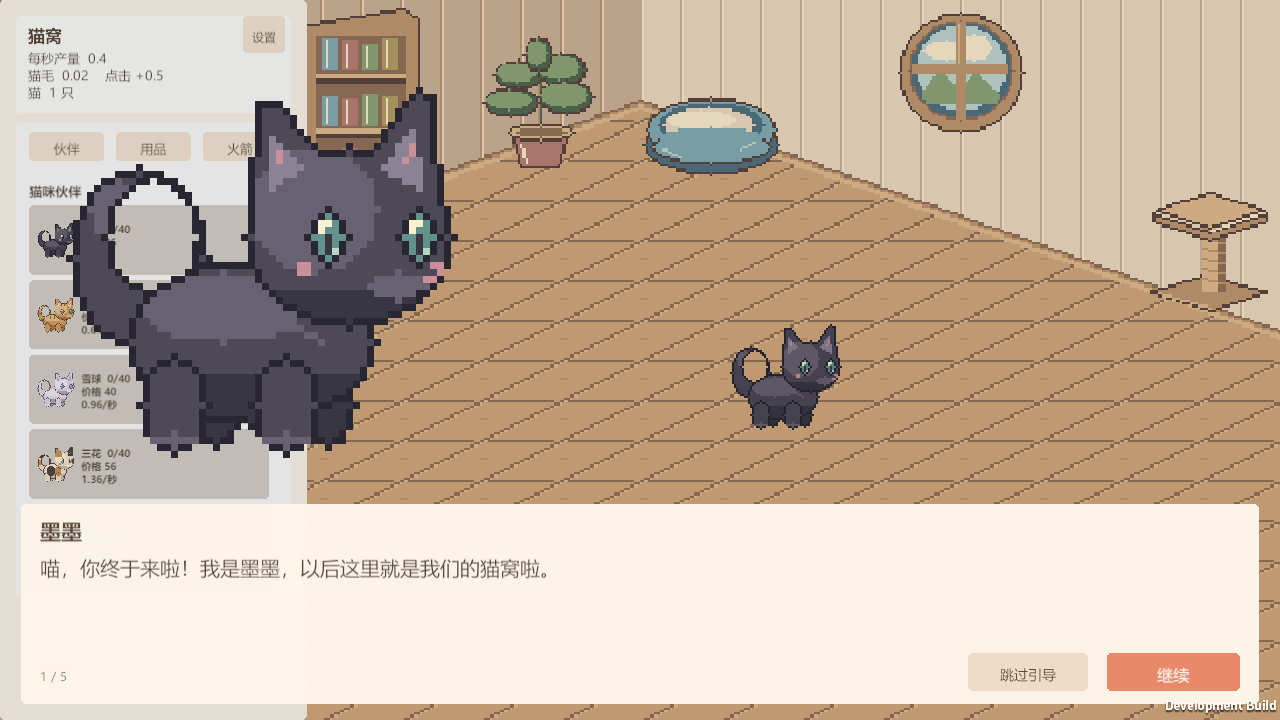 猫窝
设置
每秒产量 0.4
猫毛 0.02 点击 +0.5
猫 1 只
伙伴
用品
火箭
猫咪伙伴
/40
雪球 0/40
价格 40
0.96/秒
三花 0/40
价格 56
1.36/秒
墨墨
喵，你终于来啦！我是墨墨，以后这里就是我们的猫窝啦。
1 / 5
跳过引导
继续
Development Build